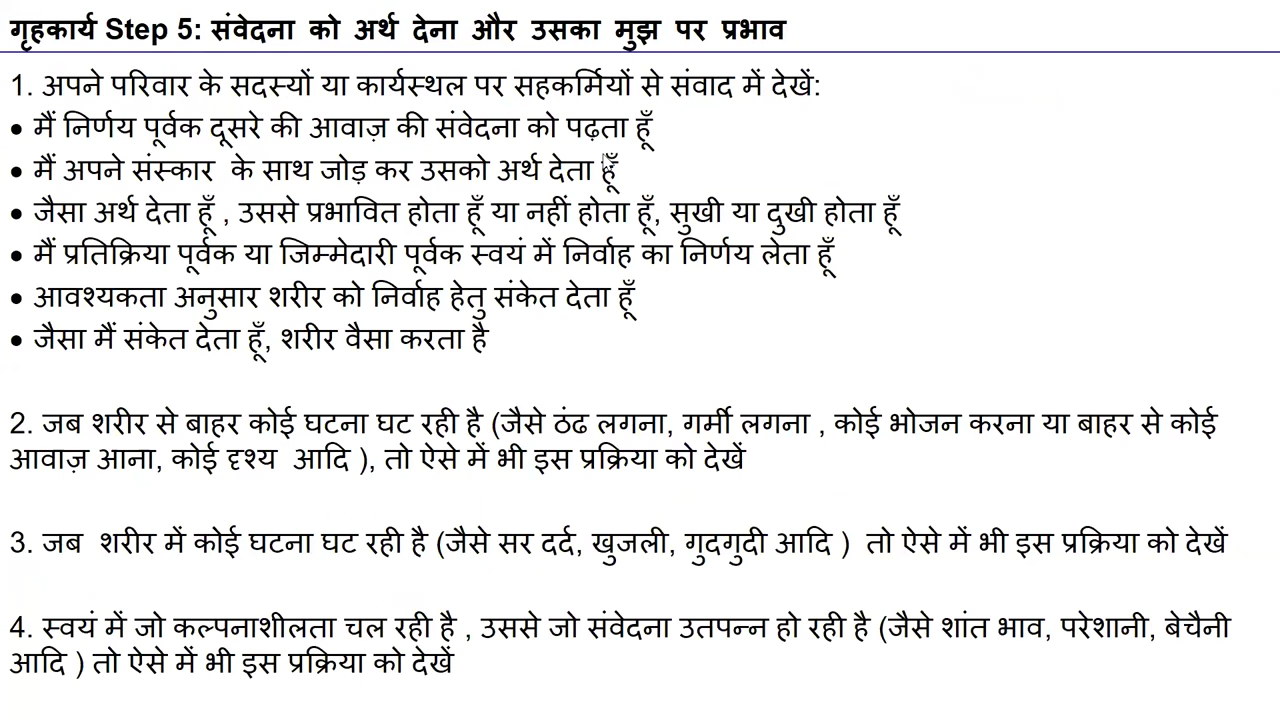 गृहकार्य Step 5: संवेदना को अर्थ देना और उसका मुझ पर प्रभाव
1. अपने परिवार के सदस्यों या कार्यस्थल पर सहकर्मियों से संवाद में देखें:
• मैं निर्णय पूर्वक दूसरे की आवाज़ की संवेदना को पढ़ता हूँ
• मैं अपने संस्कार के साथ जोड़ कर उसको अर्थ देता हूँ
• जैसा अर्थ देता हूँ , उससे प्रभावित होता हूँ या नहीं होता हूँ, सुखी या दुखी होता हूँ
• मैं प्रतिक्रिया पूर्वक या जिम्मेदारी पूर्वक स्वयं में निर्वाह का निर्णय लेता हूँ
• आवश्यकता अनुसार शरीर को निर्वाह हेतु संकेत देता हूँ
• जैसा मैं संकेत देता हूँ, शरीर वैसा करता है
2. जब शरीर से बाहर कोई घटना घट रही है (जैसे ठंढ लगना, गर्मी लगना , कोई भोजन करना या बाहर से कोई
आवाज़ आना, कोई दृश्य आदि ), तो ऐसे में भी इस प्रक्रिया को देखें
3. जब शरीर में कोई घटना घट रही है (जैसे सर दर्द, खुजली, गुदगुदी आदि ) तो ऐसे में भी इस प्रक्रिया को देखें
4. स्वयं में जो कल्पनाशीलता चल रही है , उससे जो संवेदना उतपन्न हो रही है (जैसे शांत भाव, परेशानी, बेचैनी
आदि ) तो ऐसे में भी इस प्रक्रिया को देखें